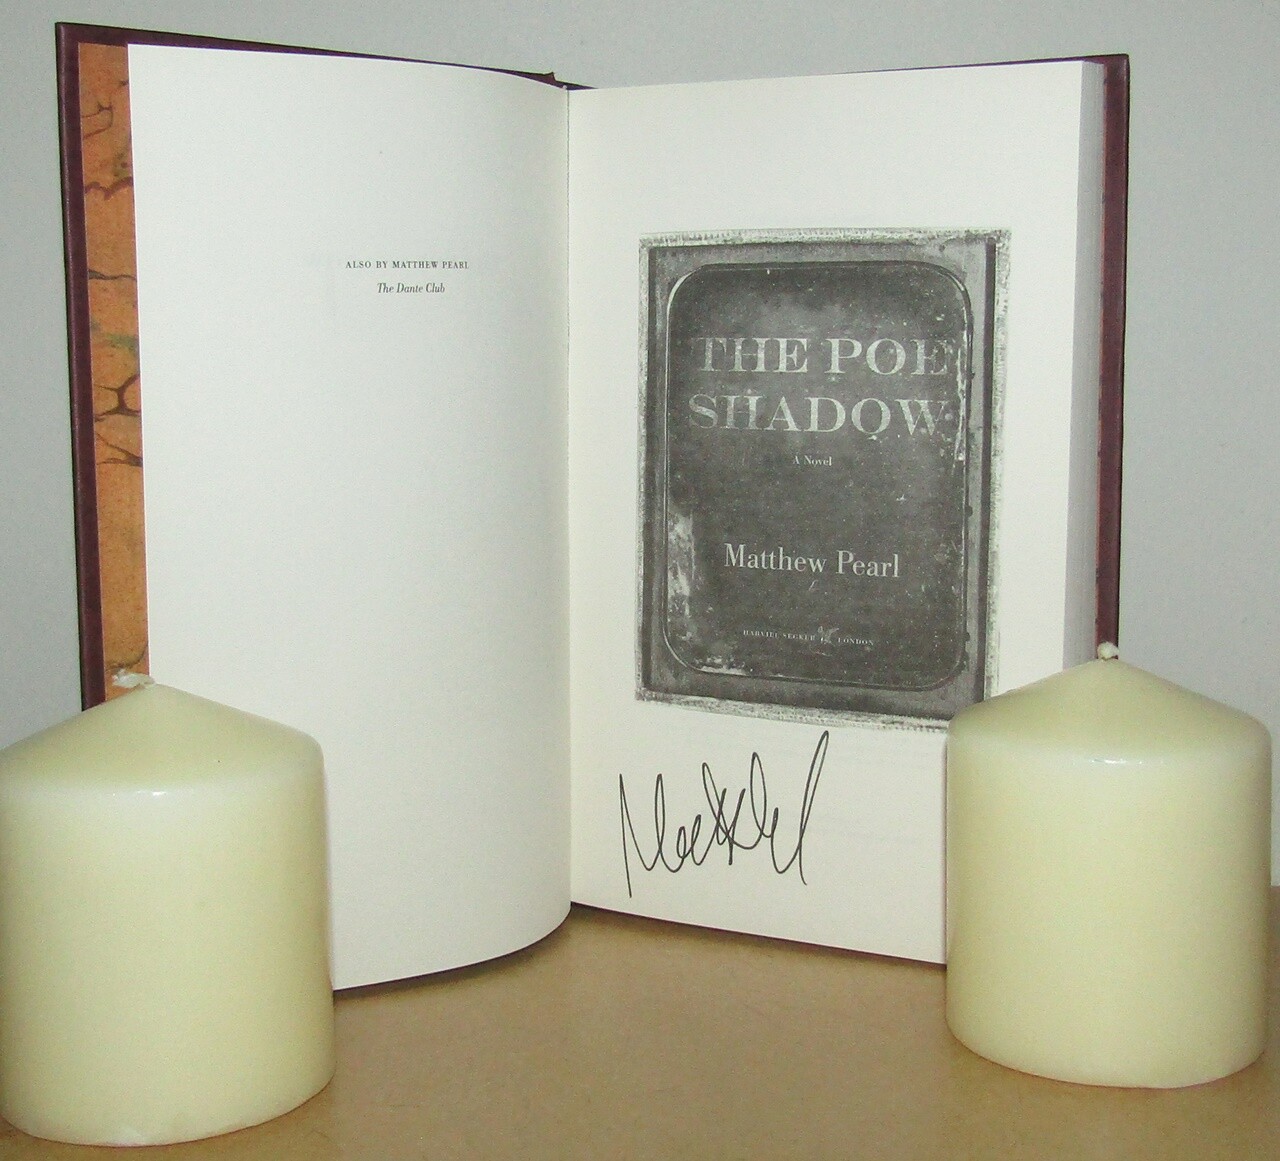 ALSO BY MATTHEW PEARL
The Dante Club
THE POE
SHADOW
A Novel
Matthew Pearl
HARVILL SECKER LONDON